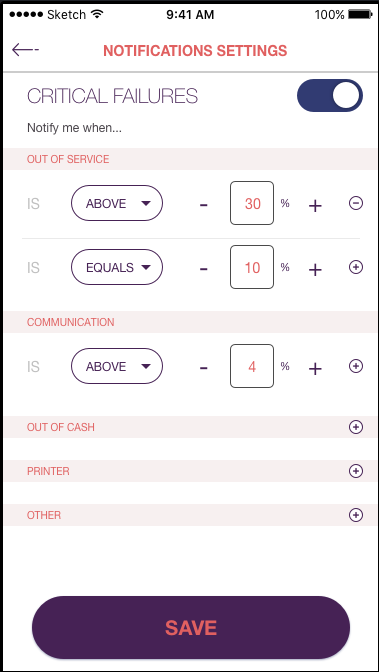 Sketch 9:41 AM 100%
NOTIFICATIONS SETTINGS
CRITICAL FAILURES
Notify me when...
OUT OF SERVICE
IS ABOVE - 30 % +
IS EQUALS - 10 % +
COMMUNICATION
IS ABOVE - 4 % +
OUT OF CASH
PRINTER
OTHER
SAVE